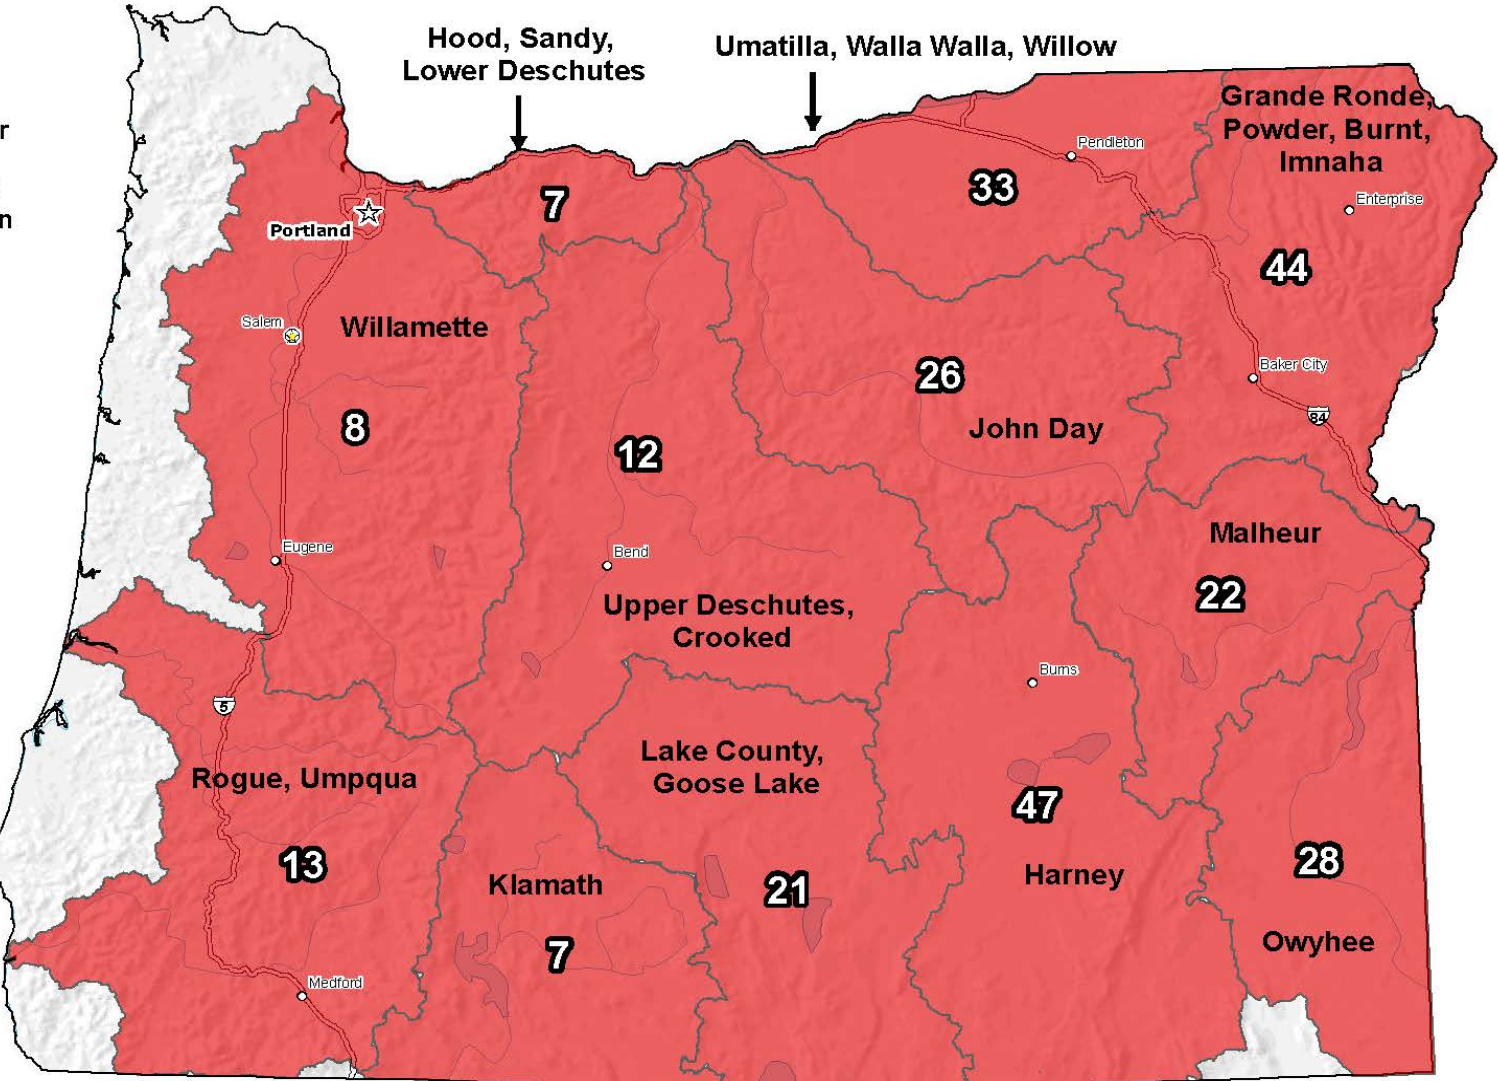 Hood, Sandy,
Lower Deschutes
Umatilla, Walla Walla, Willow
Grande Ronde,
Powder, Burnt,
Imnaha
r
n
Pendleton
33
7
Enterprise
Portland
44
Salem
Willamette
26
Baker City
8
John Day
84
12
Malheur
Eugene
Bend
22
Upper Deschutes,
Crooked
Burns
5
Lake County,
Goose Lake
Rogue, Umpqua
47
13
28
Klamath
21
Harney
7
Owyhee
Medford